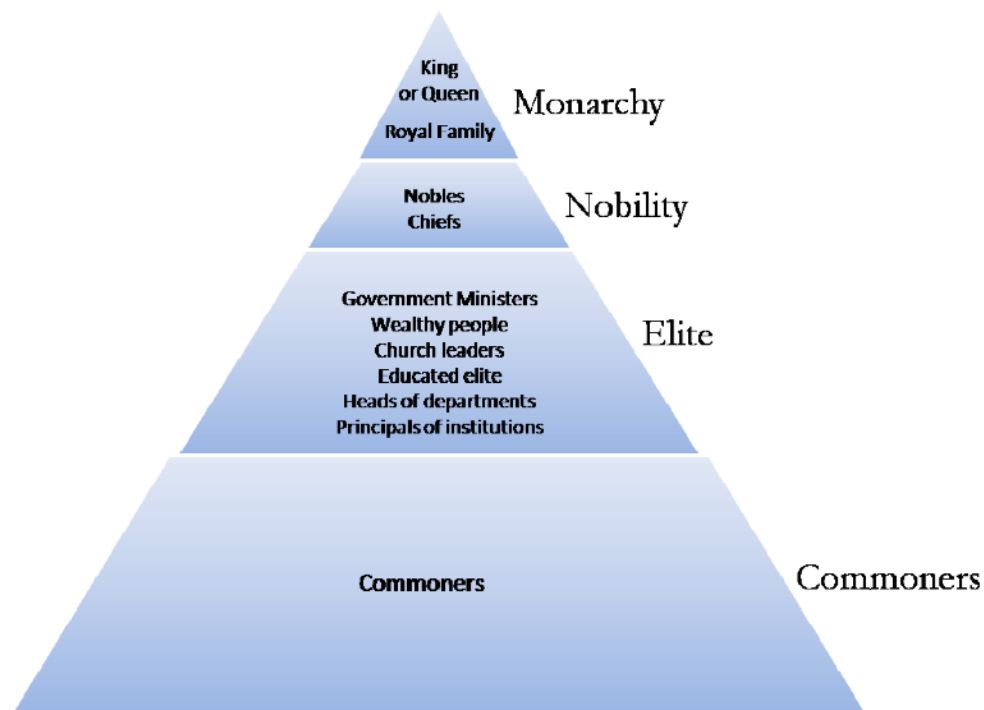 King
or Queen
Royal Family
Monarchy
Nobles
Chiefs
Nobility
Government Ministers
Wealthy people
Church leaders
Educated elite
Heads of departments
Principals of institutions
Elite
Commoners
Commoners